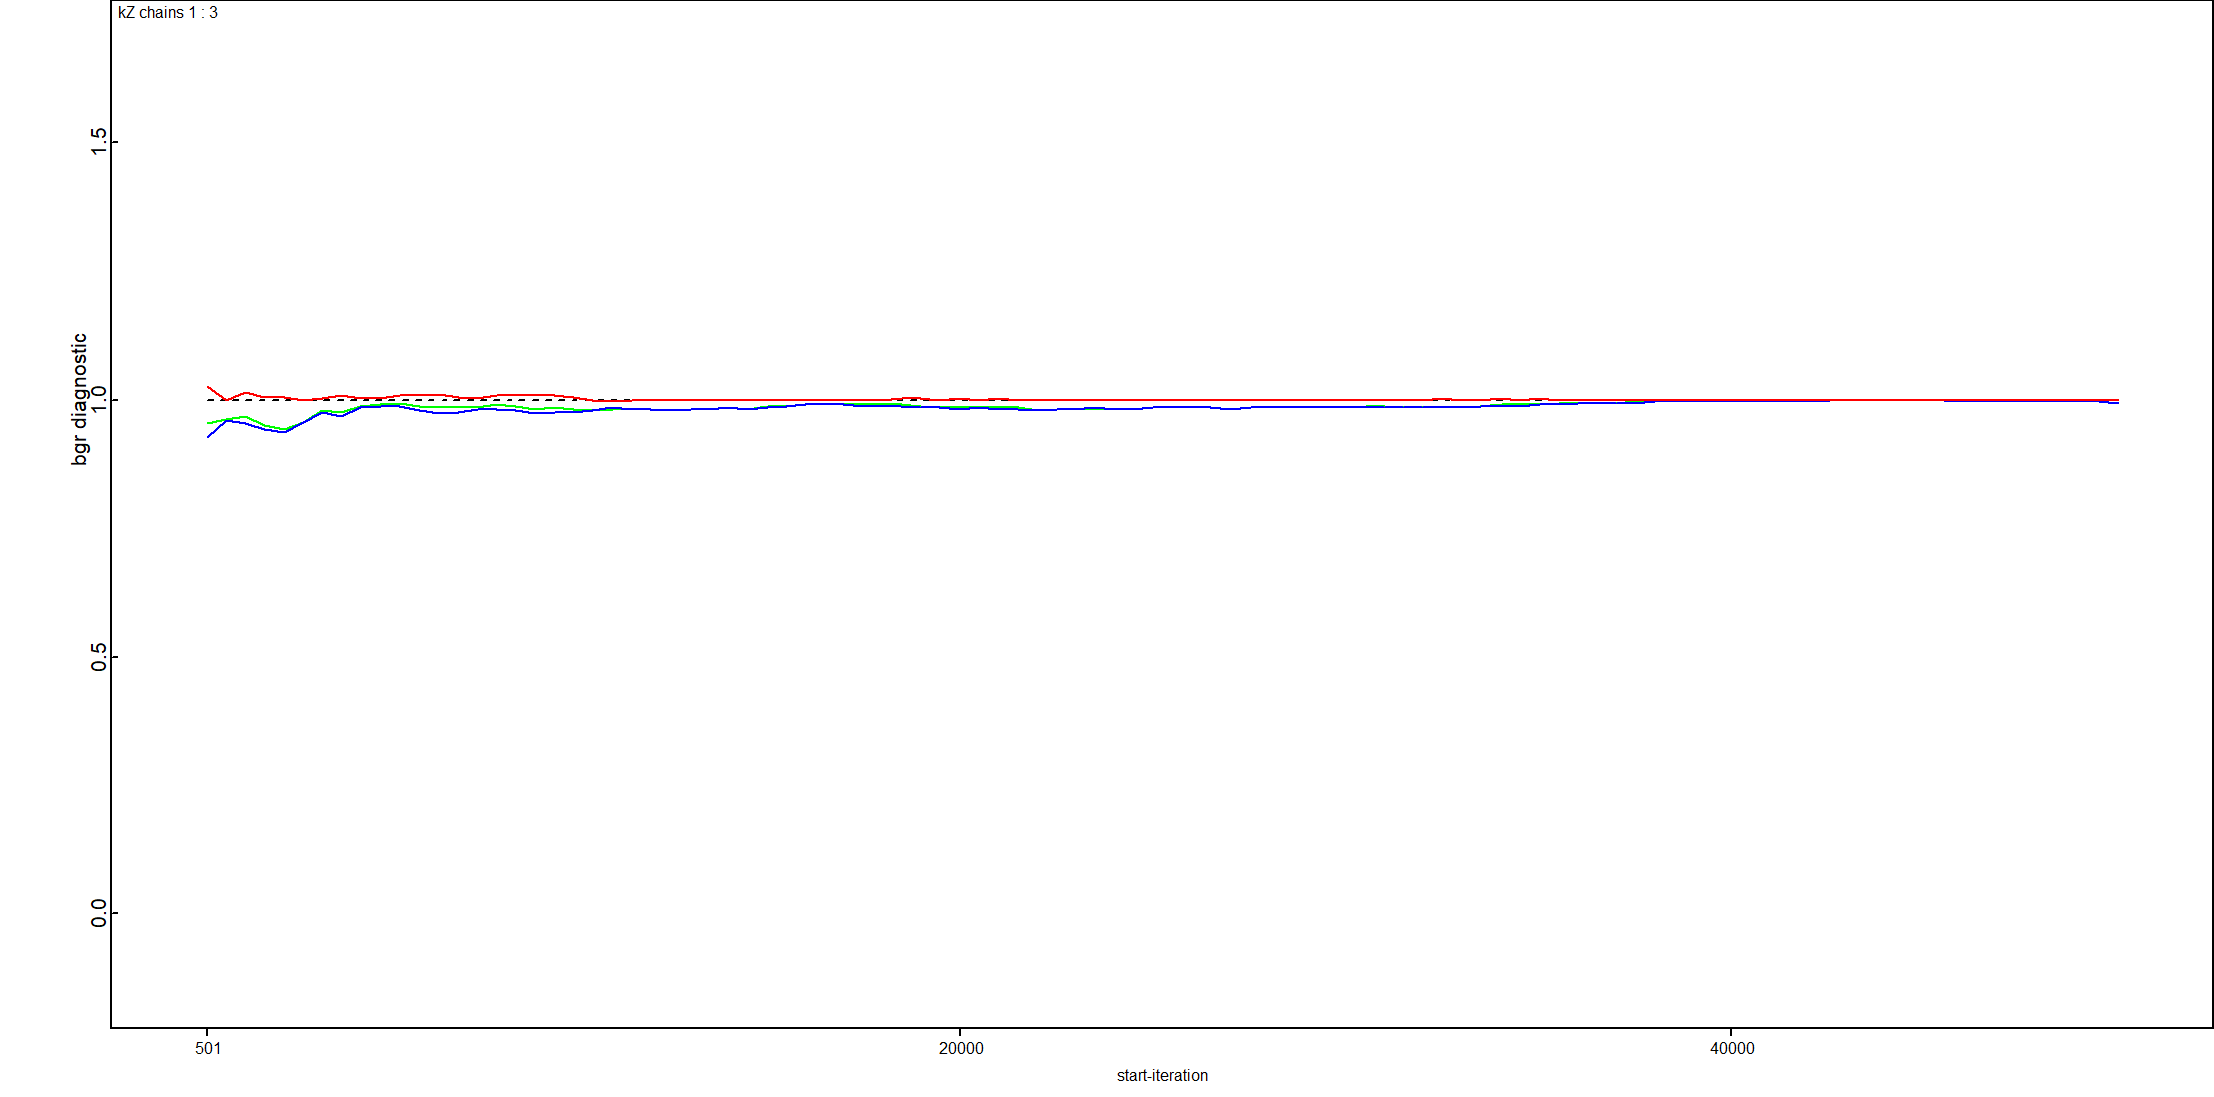 kZ chains 1 : 3
bgr diagnostic
1.5
1.0
0.5
0.0
501 20000 40000
start-iteration